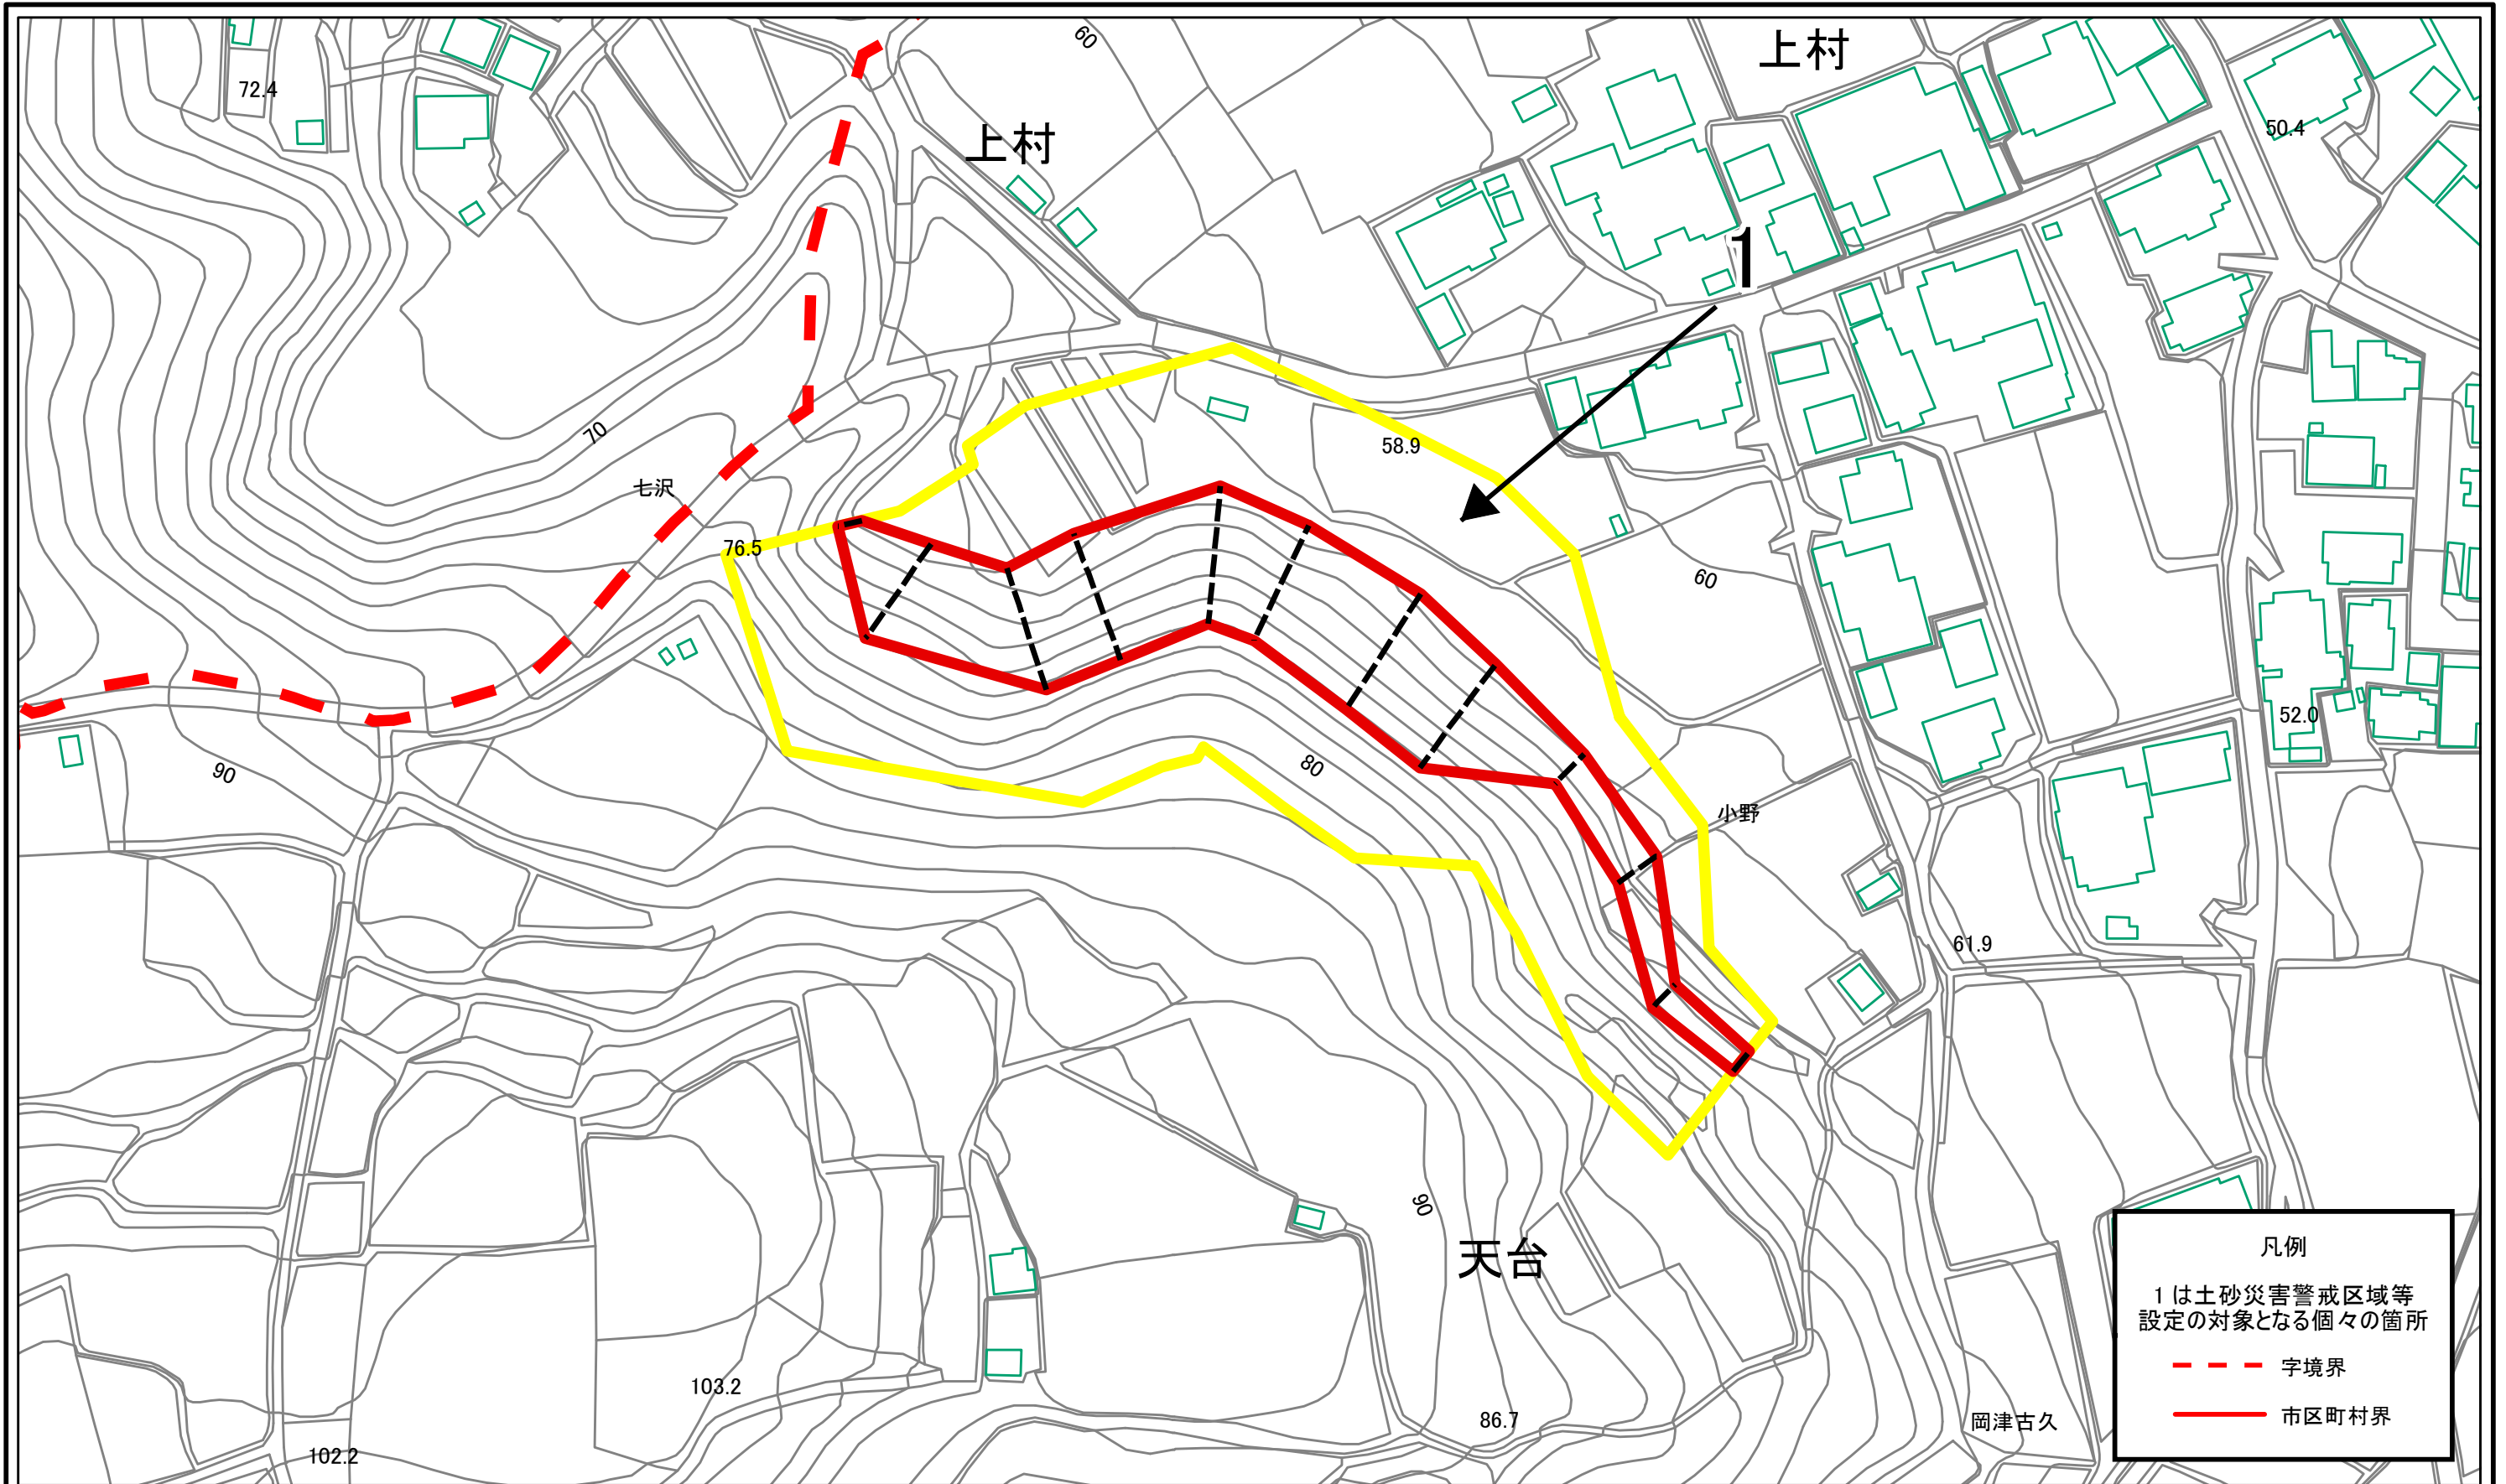 60
上村
72.4
50.4
上村
1
70
58.9
七沢
76.5
60
52.0
80
90
小野
61.9
90
天台
凡例
1は土砂災害警戒区域等
設定の対象となる個々の箇所
字境界
市区町村界
103.2
86.7
岡津古久
102.2